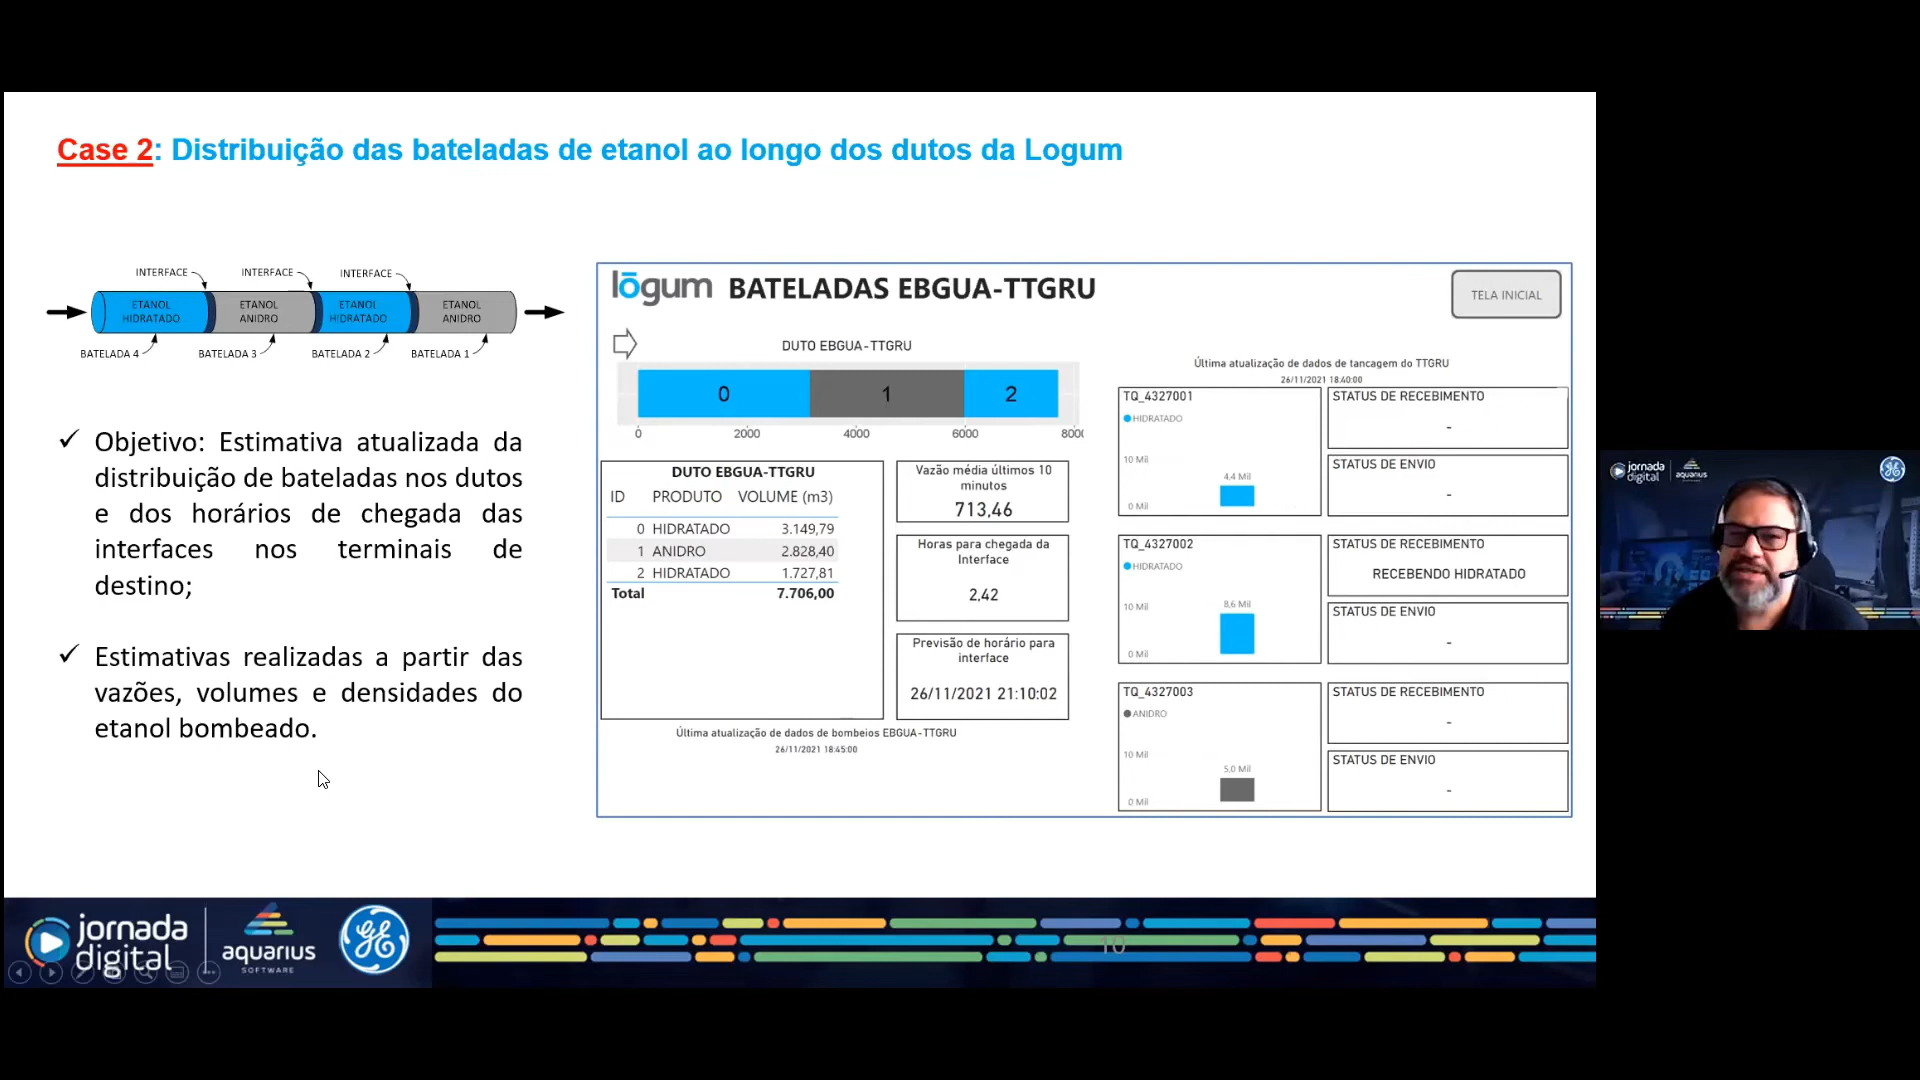 Case 2: Distribuição das bateladas de etanol ao longo dos dutos da Logum
INTERFACE
INTERFACE
INTERFACE
ETANOL
HIDRATADO
ETANOL
ANIDRO
ETANOL
HIDRATADO
ETANOL
ANIDRO
BATELADA 4
BATELADA 3
BATELADA 2
BATELADA 1
Objetivo: Estimativa atualizada da
distribuição de bateladas nos dutos
e dos horários de chegada das
interfaces nos terminais de
destino;
Estimativas realizadas a partir das
vazões, volumes e densidades do
etanol bombeado.
lōgum BATELADAS EBGUA-TTGRU
TELA INICIAL
DUTO EBGUA-TTGRU
0 1 2
0 2000 4000 6000 8000
DUTO EBGUA-TTGRU
ID PRODUTO VOLUME (m3)
0 HIDRATADO 3.149,79
1 ANIDRO 2.828,40
2 HIDRATADO 1.727,81
Total 7.706,00
Vazão média últimos 10
minutos
713,46
Horas para chegada da
Interface
2,42
Previsão de horário para
interface
26/11/2021 21:10:02
Última atualização de dados de bombeios EBGUA-TTGRU
26/11/2021 18:45:00
Última atualização de dados de tancagem do TTGRU
26/11/2021 18:40:00
TQ_4327001
HIDRATADO
10 Mil
4,4 Mil
0 Mil
STATUS DE RECEBIMENTO
-
STATUS DE ENVIO
-
TQ_4327002
HIDRATADO
10 Mil
8,6 Mil
0 Mil
STATUS DE RECEBIMENTO
RECEBENDO HIDRATADO
STATUS DE ENVIO
-
TQ_4327003
ANIDRO
10 Mil
5,0 Mil
0 Mil
STATUS DE RECEBIMENTO
-
STATUS DE ENVIO
-
jornada
digital
aquarius
SOFTWARE
GE
10
jornada
digital
aquarius
GE